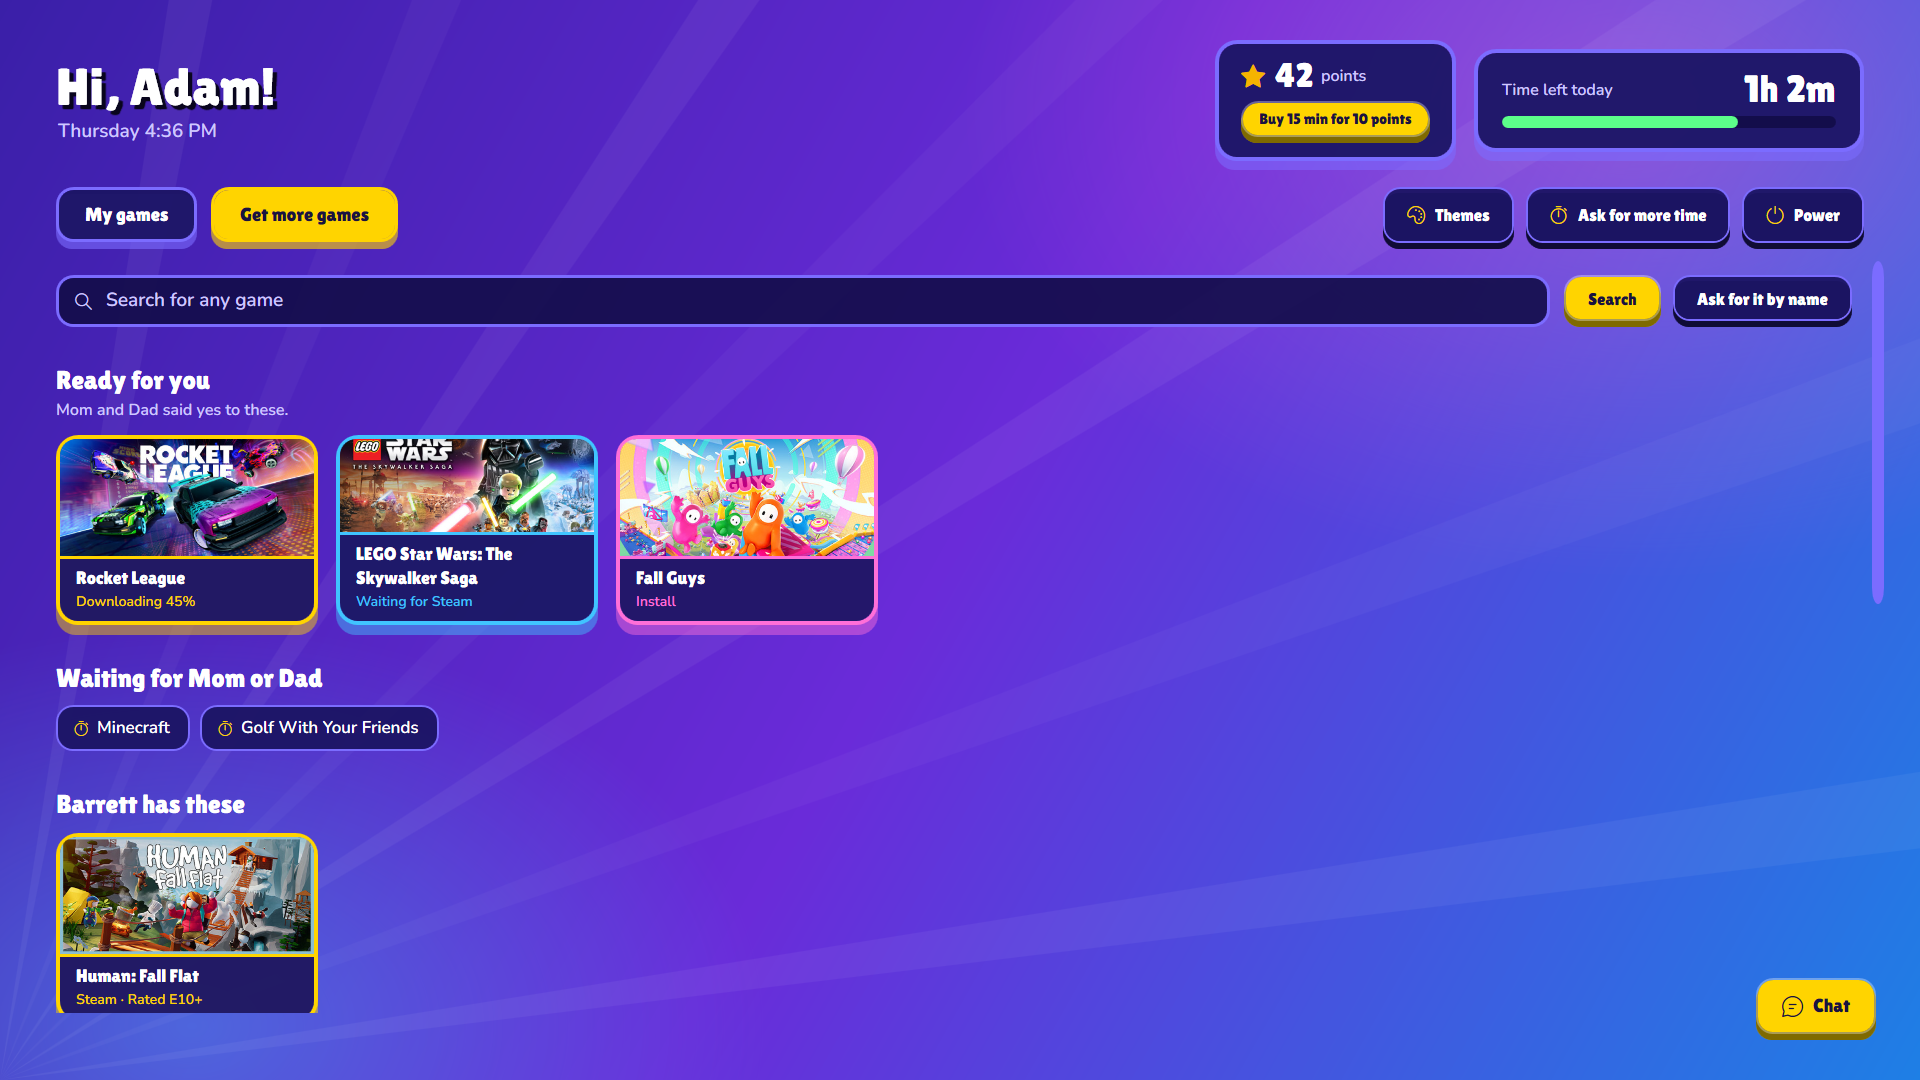 Hi, Adam!
Thursday 4:36 PM
42 points
Buy 15 min for 10 points
Time left today
1h 2m
My games
Get more games
Themes
Ask for more time
Power
Search for any game
Search
Ask for it by name
Ready for you
Mom and Dad said yes to these.
ROCKET
LEAGUE
Rocket League
Downloading 45%
LEGO STAR
WARS
THE SKYWALKER SAGA
LEGO Star Wars: The
Skywalker Saga
Waiting for Steam
FALL
GUYS
Fall Guys
Install
Waiting for Mom or Dad
Minecraft
Golf With Your Friends
Barrett has these
HUMAN
fall flat
Human: Fall Flat
Steam · Rated E10+
Chat